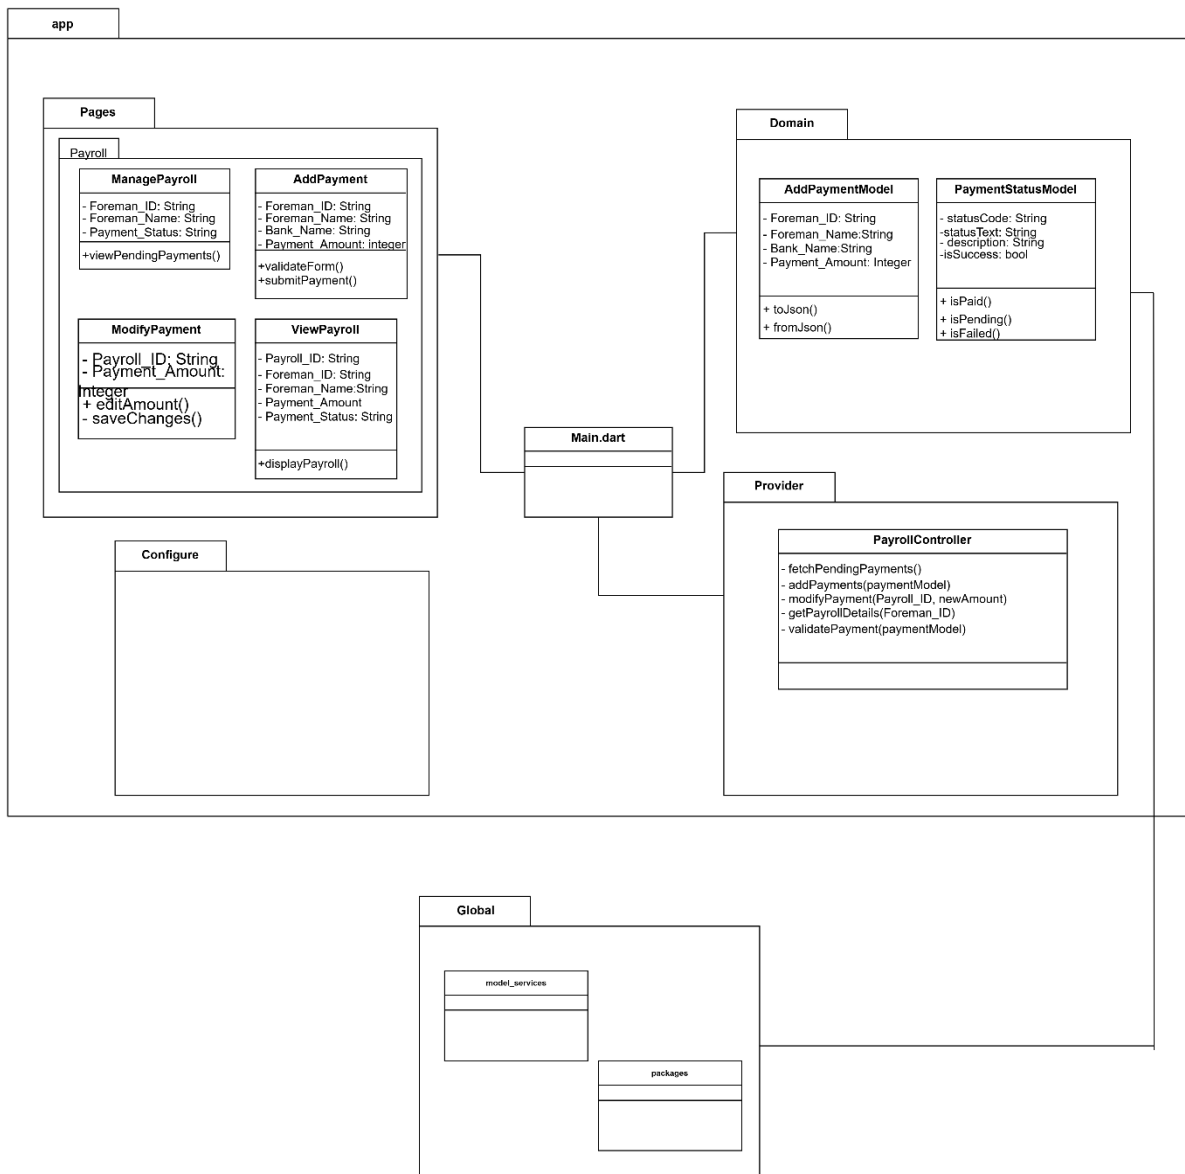 app
Pages
Payroll
ManagePayroll
- Foreman_ID: String
- Foreman_Name: String
- Payment_Status: String
+viewPendingPayments()
AddPayment
- Foreman_ID: String
- Foreman_Name: String
- Bank_Name: String
- Payment_Amount: integer
+validateForm()
+submitPayment()
ModifyPayment
- Payroll_ID: String
- Payment_Amount:
Integer
+ editAmount()
- saveChanges()
ViewPayroll
- Payroll_ID: String
- Foreman_ID: String
- Foreman_Name:String
- Payment_Amount
- Payment_Status: String
+displayPayroll()
Configure
Main.dart
Domain
AddPaymentModel
- Foreman_ID: String
- Foreman_Name:String
- Bank_Name:String
- Payment_Amount: Integer
+ toJson()
+ fromJson()
PaymentStatusModel
- statusCode: String
-statusText: String
- description: String
-isSuccess: bool
+ isPaid()
+ isPending()
+ isFailed()
Provider
PayrollController
- fetchPendingPayments()
- addPayments(paymentModel)
- modifyPayment(Payroll_ID, newAmount)
- getPayrollDetails(Foreman_ID)
- validatePayment(paymentModel)
Global
model_services
packages